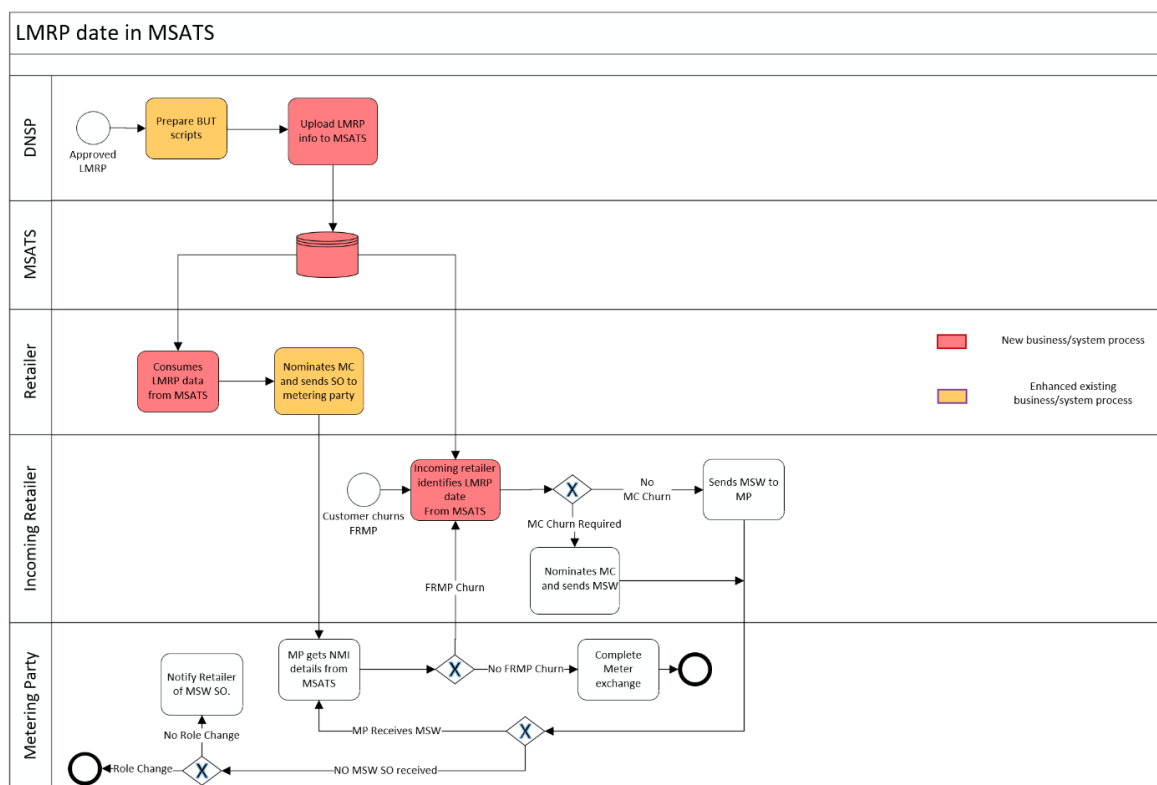 LMRP date in MSATS
DNSP
Approved
LMRP
Prepare BUT
scripts
Upload LMRP
info to MSATS
MSATS
Retailer
Consumes
LMRP data
from MSATS
Nominates MC
and sends SO to
metering party
New business/system process
Enhanced existing
business/system process
Incoming Retailer
Customer churns
FRMP
Incoming retailer
identifies LMRP
date
From MSATS
X
No
MC Churn
Sends MSW to
MP
MC Churn Required
Nominates MC
and sends MSW
FRMP Churn
Metering Party
Notify Retailer
of MSW SO.
MP gets NMI
details from
MSATS
X
No FRMP Churn
Complete
Meter
exchange
MP Receives MSW
X
No Role Change
Role Change
X
NO MSW SO received